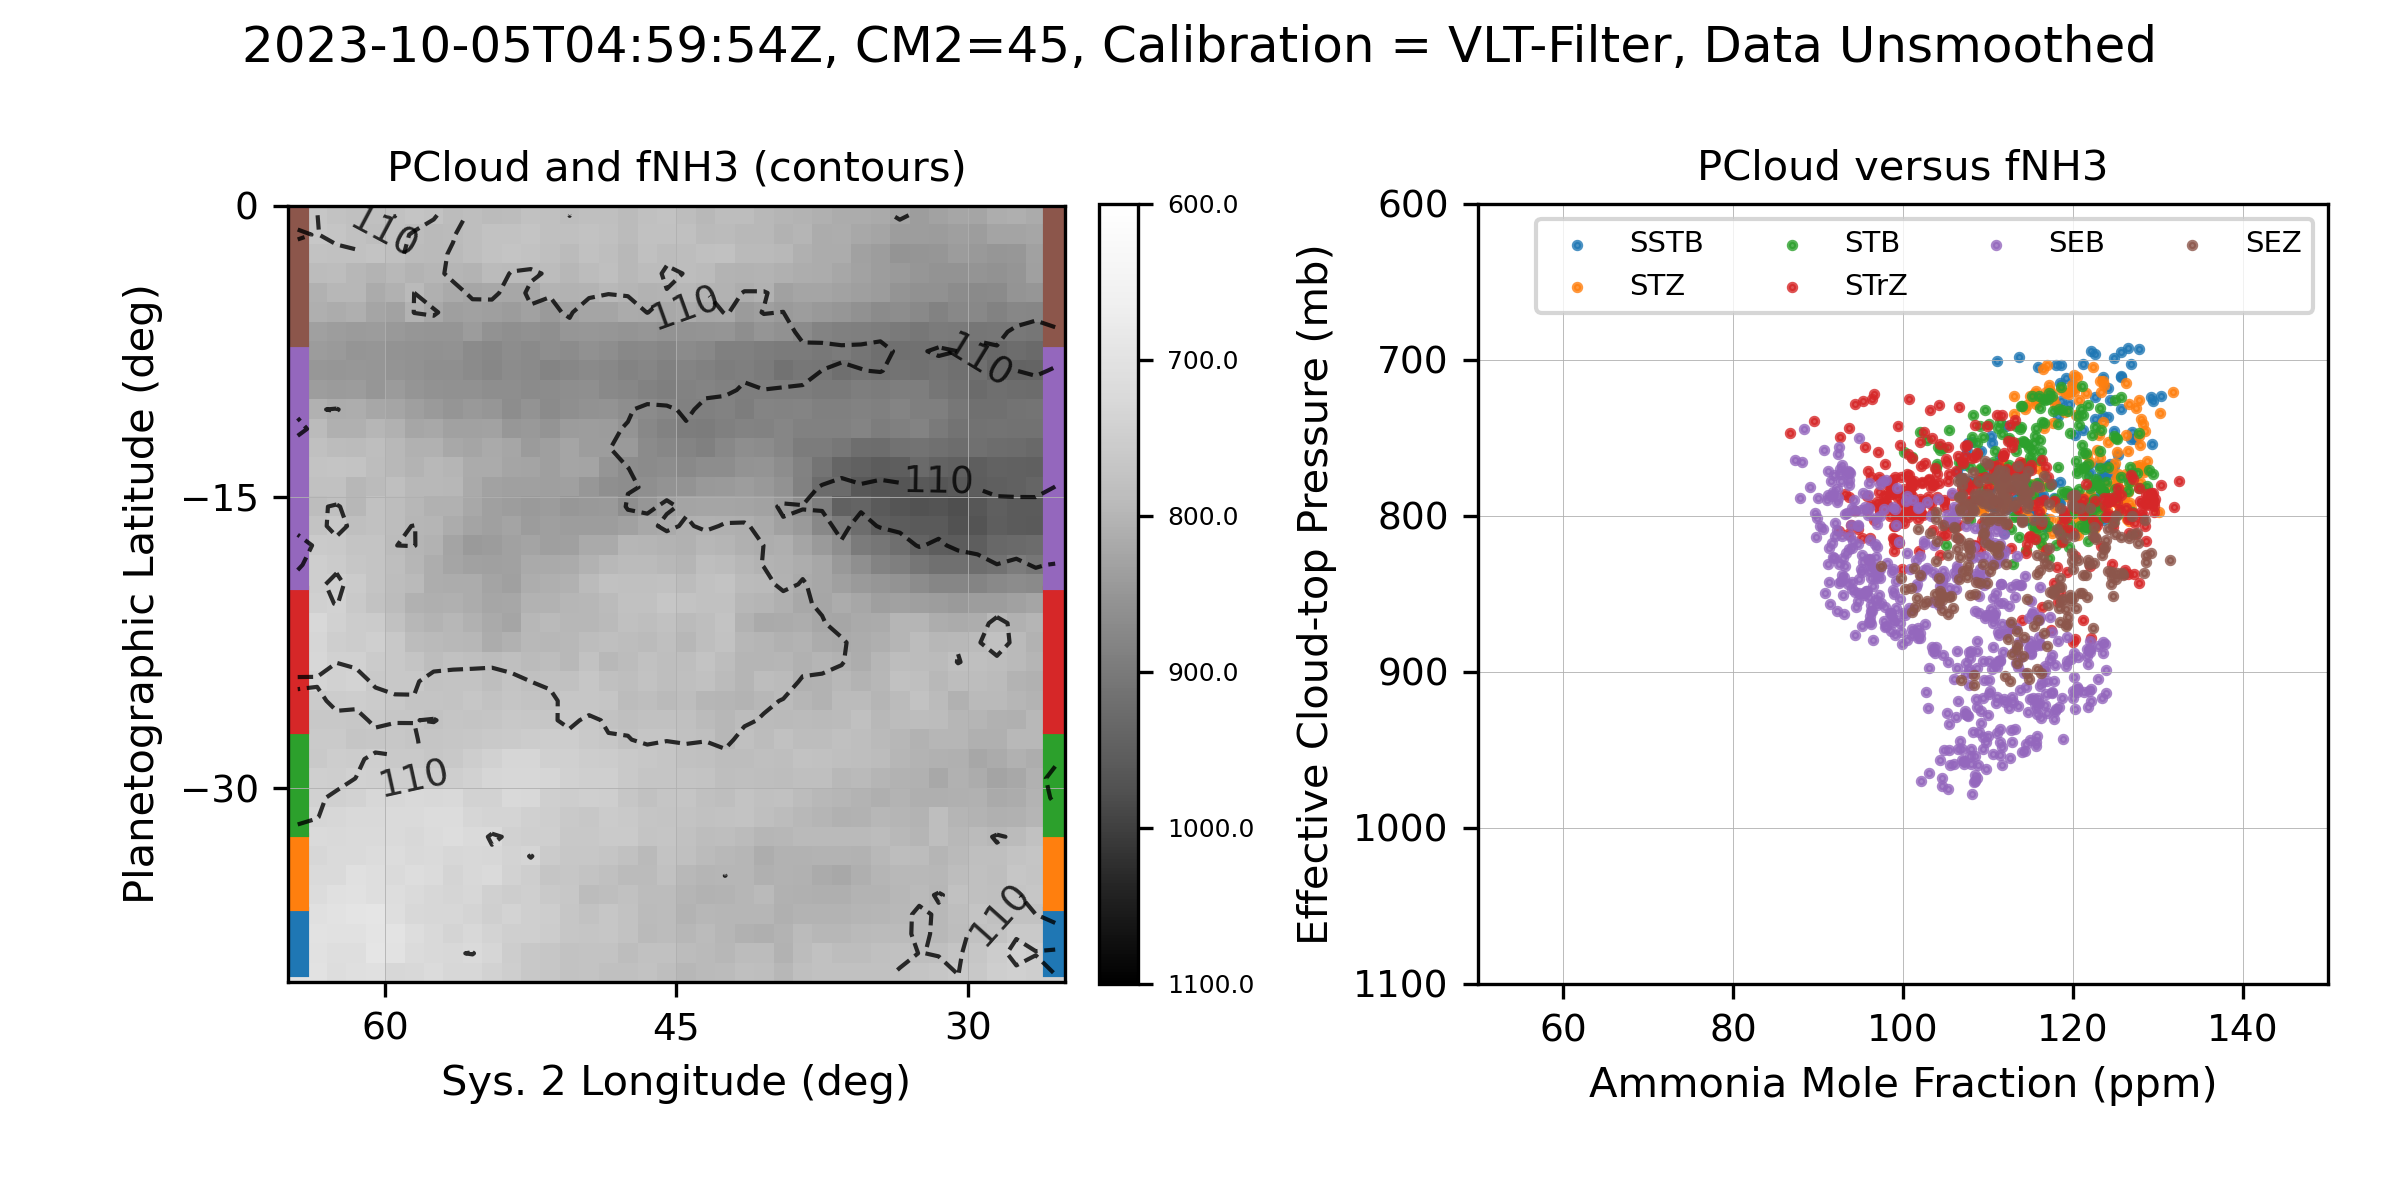 2023-10-05T04:59:54Z, CM2=45, Calibration = VLT-Filter, Data Unsmoothed
PCloud and fNH3 (contours)
0
−15
−30
Planetographic Latitude (deg)
110
110
110
110
110
110
60
45
30
Sys. 2 Longitude (deg)
600.0
700.0
800.0
900.0
1000.0
1100.0
PCloud versus fNH3
600
700
800
900
1000
1100
Effective Cloud-top Pressure (mb)
SSTB
STB
SEB
SEZ
STZ
STrZ
60
80
100
120
140
Ammonia Mole Fraction (ppm)